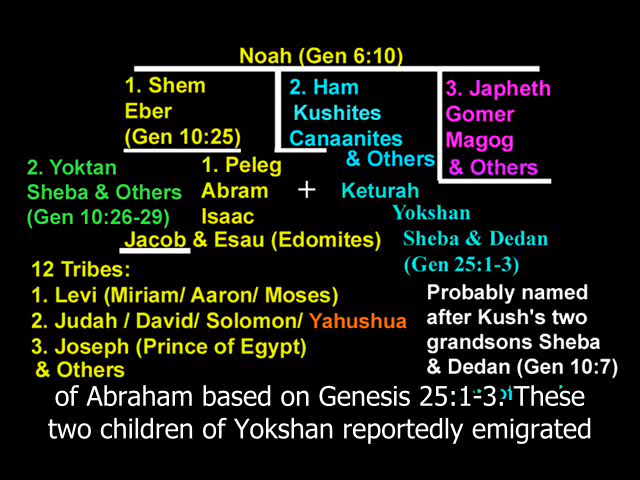 Noah (Gen 6:10)
1. Shem
Eber
(Gen 10:25)
2. Ham
Kushites
Canaanites
& Others
3. Japheth
Gomer
Magog
& Others
2. Yoktan
Sheba & Others
(Gen 10:26-29)
1. Peleg
Abram
Isaac
+
Keturah
Yokshan
Sheba & Dedan
(Gen 25:1-3)
Jacob & Esau (Edomites)
12 Tribes:
1. Levi (Miriam/ Aaron/ Moses)
2. Judah / David/ Solomon/ Yahushua
3. Joseph (Prince of Egypt)
& Others
Probably named
after Kush's two
grandsons Sheba
& Dedan (Gen 10:7)
of Abraham based on Genesis 25:1-3. These
two children of Yokshan reportedly emigrated